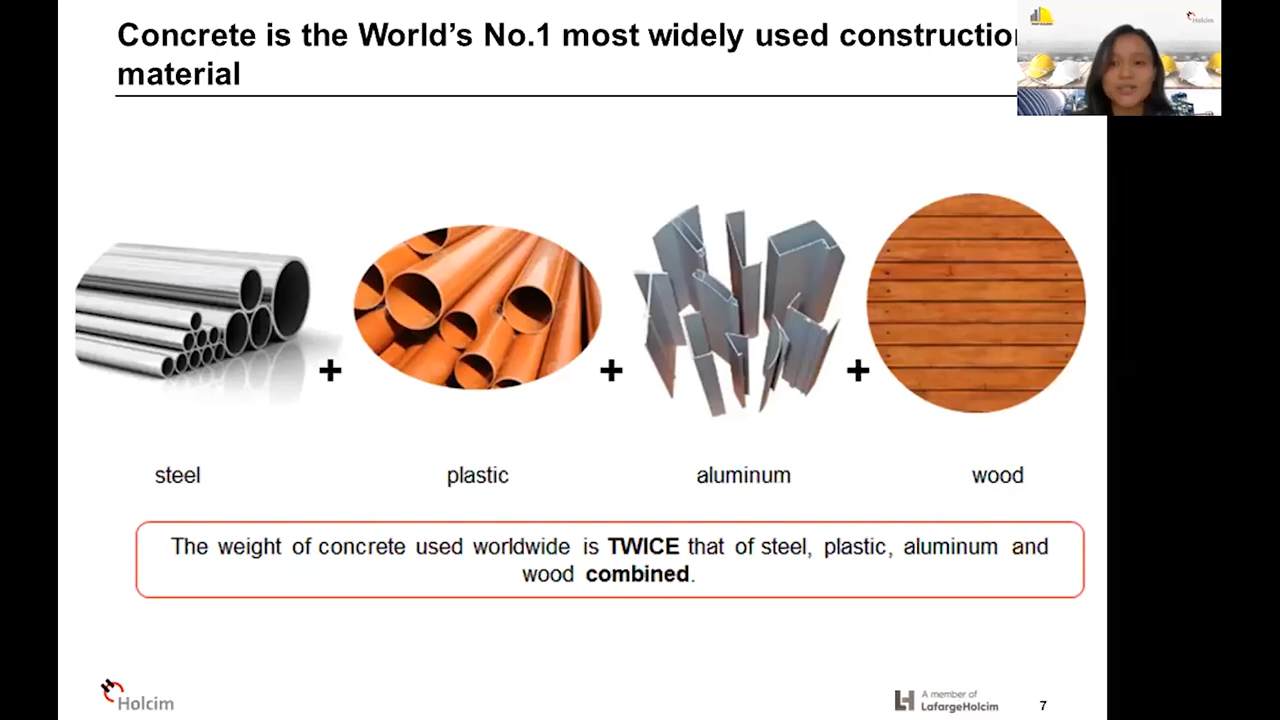 Concrete is the World's No.1 most widely used constructio
material
+ + +
steel plastic aluminum wood
The weight of concrete used worldwide is TWICE that of steel, plastic, aluminum and
wood combined.
Holcim
A member of
LafargeHolcim
7
Holcim